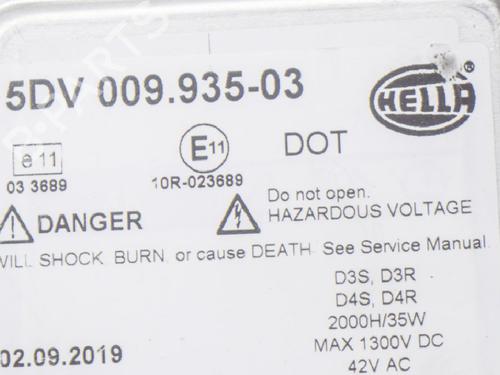 5DV 009.935-03
HELLA
®
e 11
E11
DOT
03 3689
10R-023689
DANGER
Do not open.
HAZARDOUS VOLTAGE
WILL SHOCK, BURN, or cause DEATH. See Service Manual.
D3S, D3R
D4S, D4R
2000H/35W
MAX 1300V DC
42V AC
02.09.2019